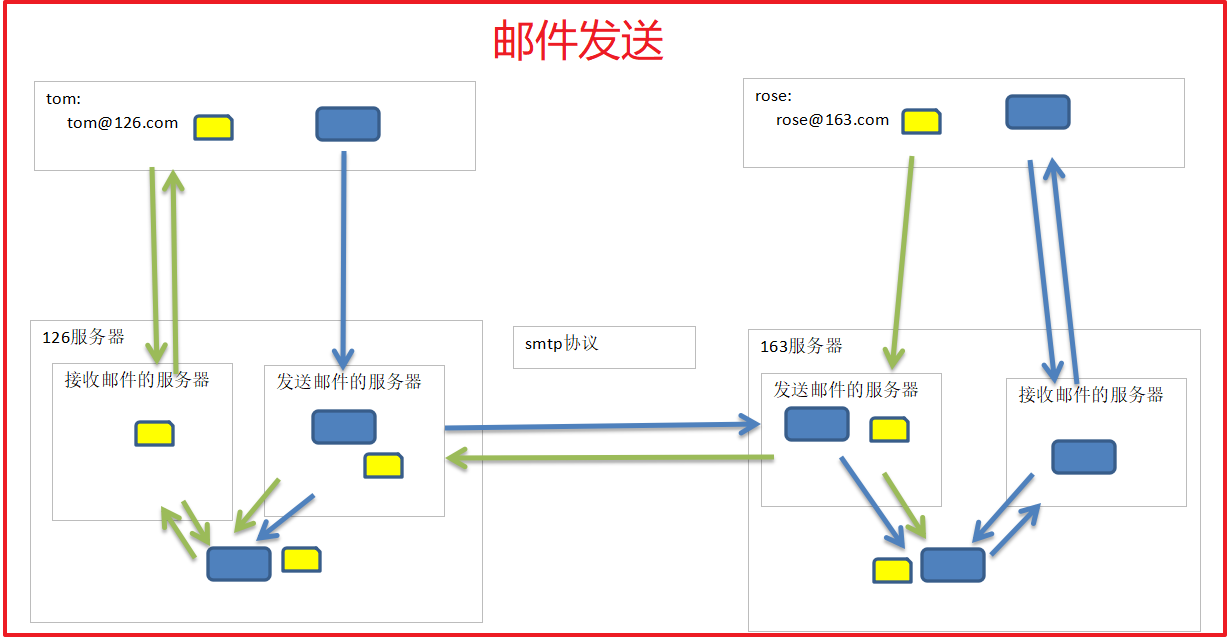 邮件发送
tom:
tom@126.com
rose:
rose@163.com
126服务器
接收邮件的服务器
发送邮件的服务器
smtp协议
163服务器
发送邮件的服务器
接收邮件的服务器